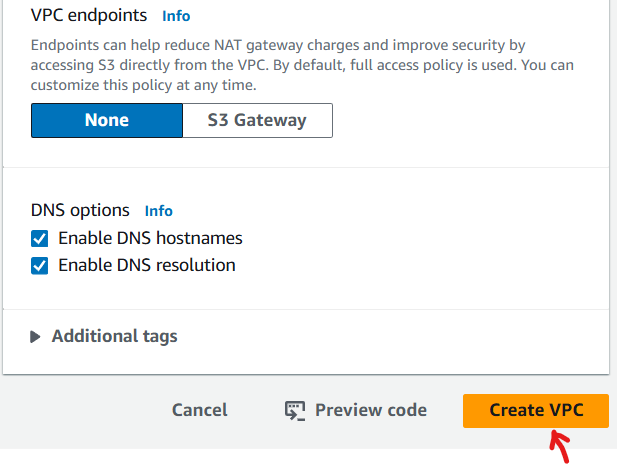 VPC endpoints Info
Endpoints can help reduce NAT gateway charges and improve security by
accessing S3 directly from the VPC. By default, full access policy is used. You can
customize this policy at any time.
None S3 Gateway
DNS options Info
Enable DNS hostnames
Enable DNS resolution
Additional tags
Cancel Preview code Create VPC